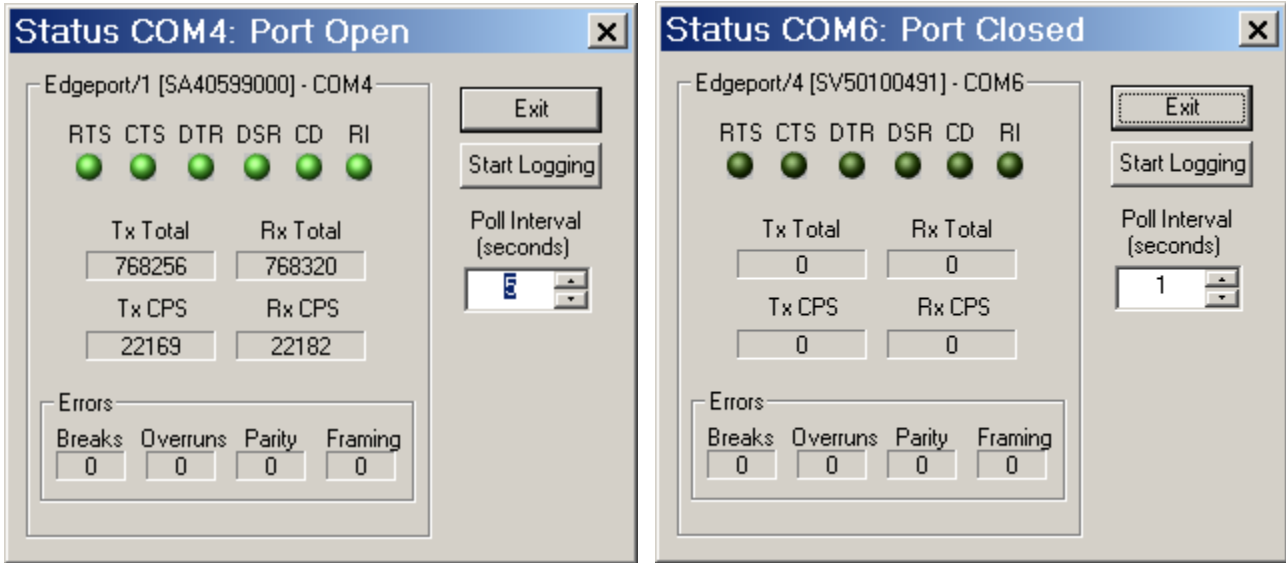 Status COM4: Port Open
Edgeport/1 [SA40599000] - COM4
RTS CTS DTR DSR CD RI
Tx Total Rx Total
768256 768320
Tx CPS Rx CPS
22169 22182
Errors
Breaks Overruns Parity Framing
0 0 0 0
Exit
Start Logging
Poll Interval
(seconds)
5
Status COM6: Port Closed
Edgeport/4 [SV50100491] - COM6
RTS CTS DTR DSR CD RI
Tx Total Rx Total
0 0
Tx CPS Rx CPS
0 0
Errors
Breaks Overruns Parity Framing
0 0 0 0
Exit
Start Logging
Poll Interval
(seconds)
1